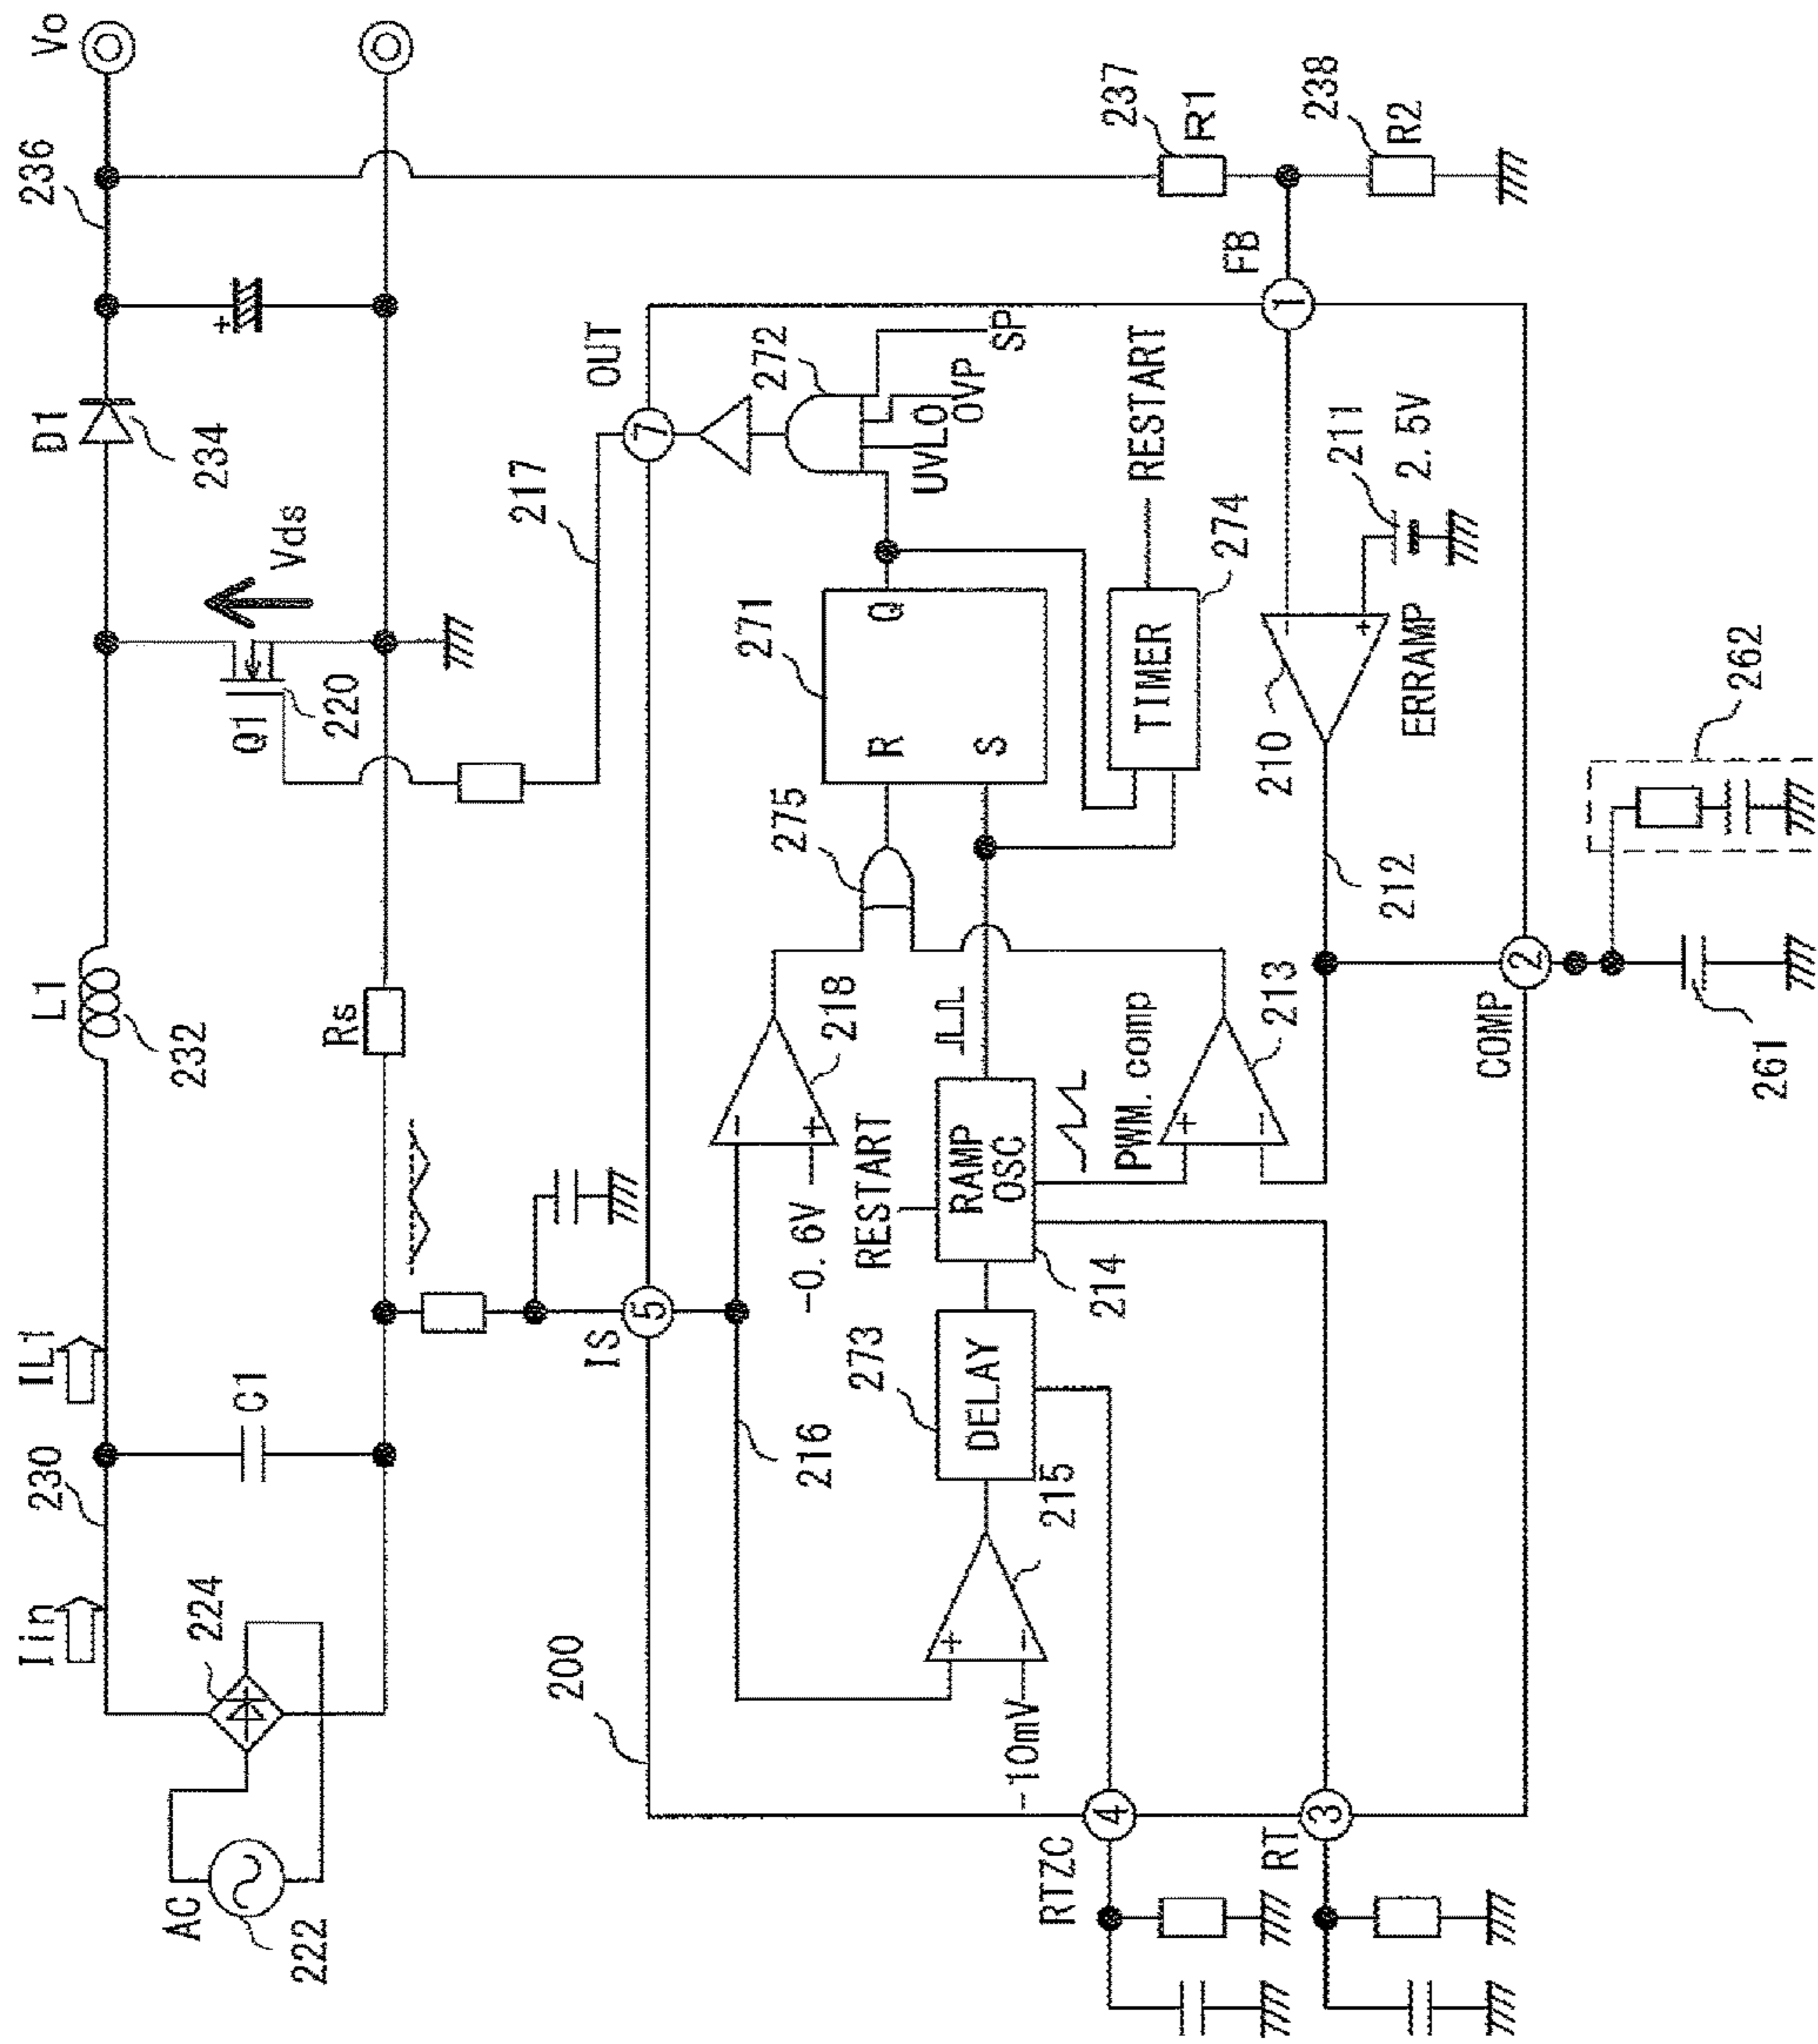 Iin
IL1
L1
D1
Vo
230
236
AC
222
224
C1
232
Rs
Q1
220
Vds
234
217
237
R1
238
R2
200
IS
5
OUT
7
216
-0. 6V
218
275
271
R
S
Q
272
UVLO
OVP
SP
RESTART
273
DELAY
RAMP
OSC
214
215
-10mV
PWM. comp
213
TIMER
274
RESTART
FB
1
210
ERRAMP
211
2. 5V
212
RTZC
4
RT
3
COMP
2
261
262